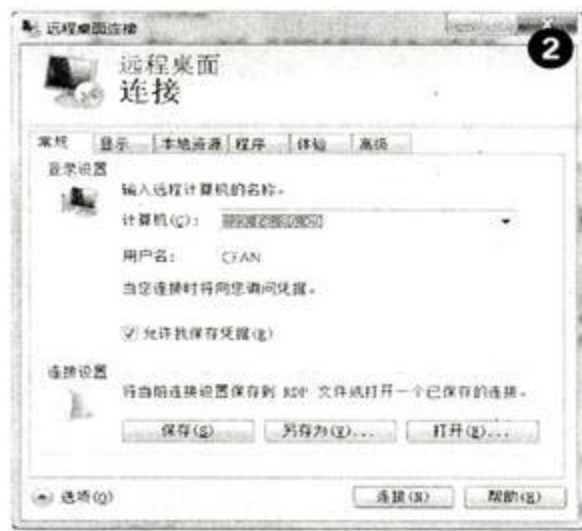 远程桌面连接
2
远程桌面
连接
常规 显示 本地资源 程序 体验 高级
登录设置
输入远程计算机的名称。
计算机(C):
用户名: CFAN
当您连接时将向您询问凭据。
允许我保存凭据(R)
连接设置
将当前连接设置保存到 RDP 文件或打开一个已保存的连接。
保存(S) 另存为(V)... 打开(E)...
选项(O) 连接(N) 帮助(H)